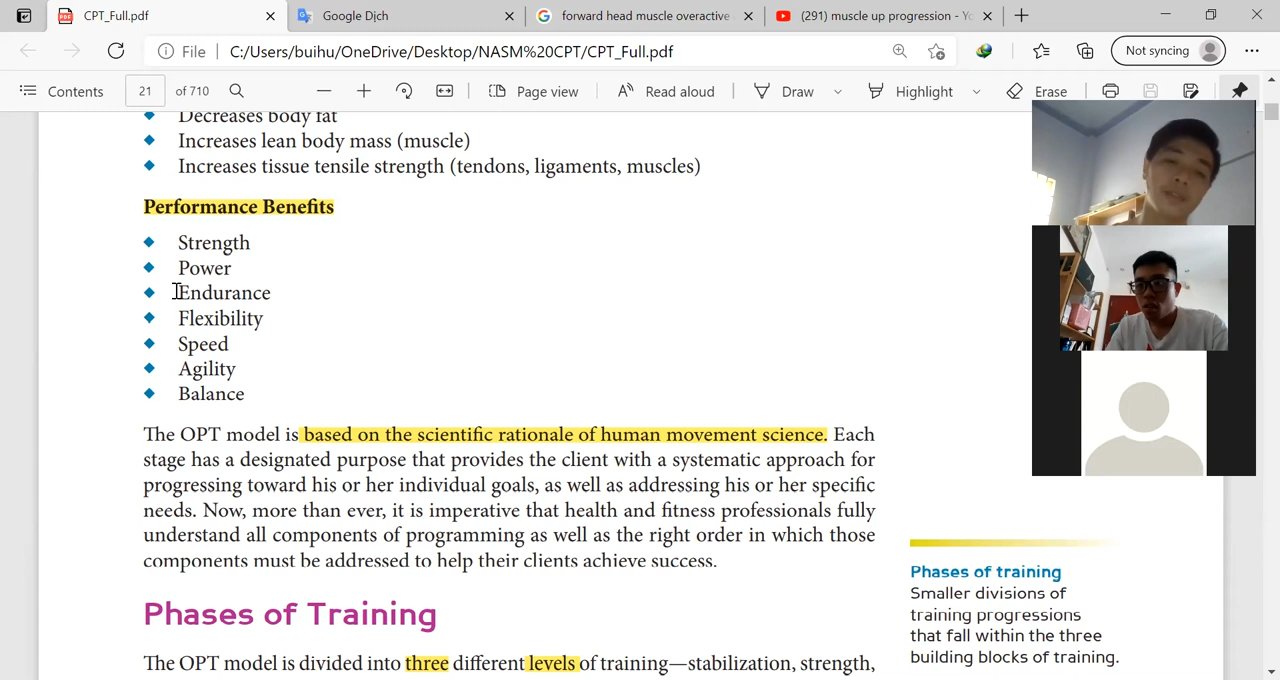 CPT_Full.pdf
Google Dịch
forward head muscle overactive
(291) muscle up progression - Yo
File
C:/Users/buihu/OneDrive/Desktop/NASM%20CPT/CPT_Full.pdf
Not syncing
Contents
21
of 710
Page view
Read aloud
Draw
Highlight
Erase
Decreases body fat
Increases lean body mass (muscle)
Increases tissue tensile strength (tendons, ligaments, muscles)
Performance Benefits
Strength
Power
Endurance
Flexibility
Speed
Agility
Balance
The OPT model is based on the scientific rationale of human movement science. Each
stage has a designated purpose that provides the client with a systematic approach for
progressing toward his or her individual goals, as well as addressing his or her specific
needs. Now, more than ever, it is imperative that health and fitness professionals fully
understand all components of programming as well as the right order in which those
components must be addressed to help their clients achieve success.
Phases of training
Smaller divisions of
training progressions
that fall within the three
building blocks of training.
Phases of Training
The OPT model is divided into three different levels of training—stabilization, strength,